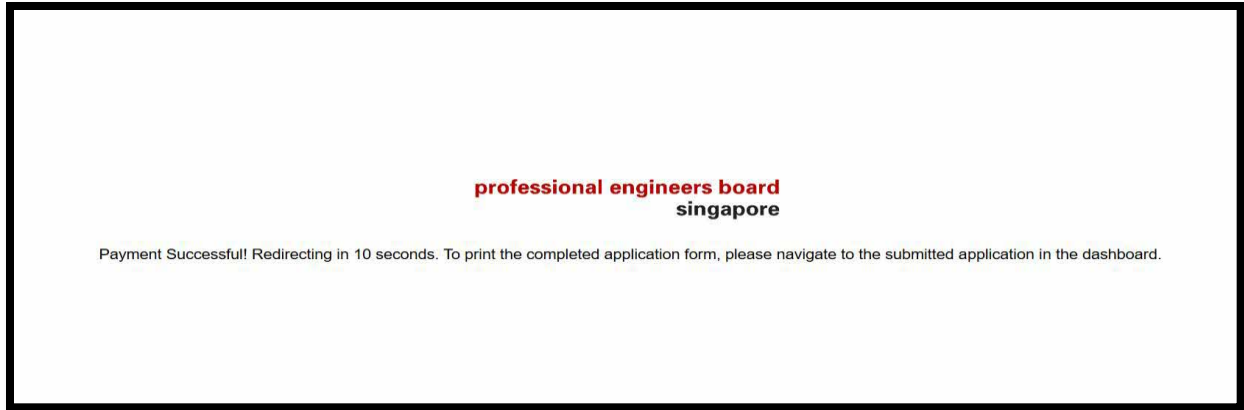 professional engineers board
singapore
Payment Successful! Redirecting in 10 seconds. To print the completed application form, please navigate to the submitted application in the dashboard.